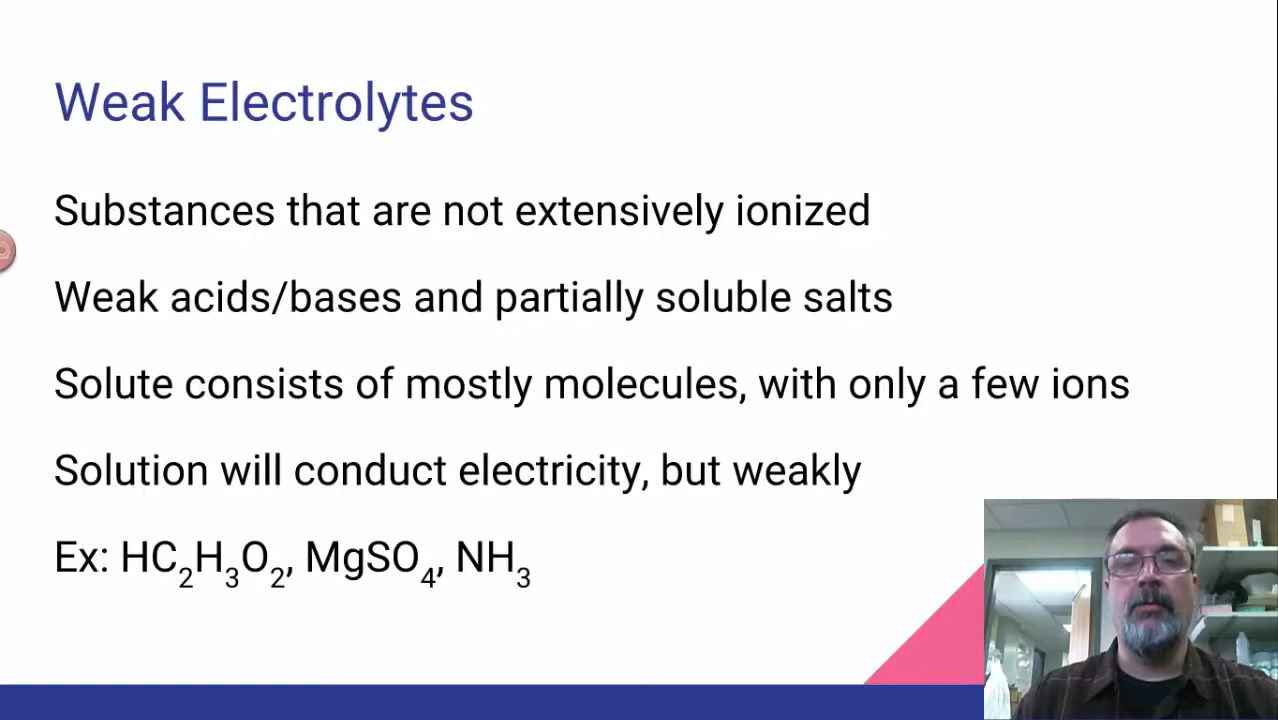 Weak Electrolytes
Substances that are not extensively ionized
Weak acids/bases and partially soluble salts
Solute consists of mostly molecules, with only a few ions
Solution will conduct electricity, but weakly
Ex: HC₂H₃O₂, MgSO₄, NH₃